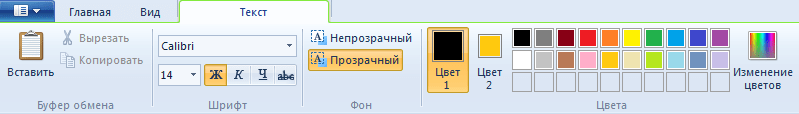 Главная Вид Текст
Вставить
Вырезать
Копировать
Буфер обмена
Calibri
14 Ж К Ч abc
Шрифт
А Непрозрачный
А Прозрачный
Фон
Цвет 1
Цвет 2
Изменение цветов
Цвета